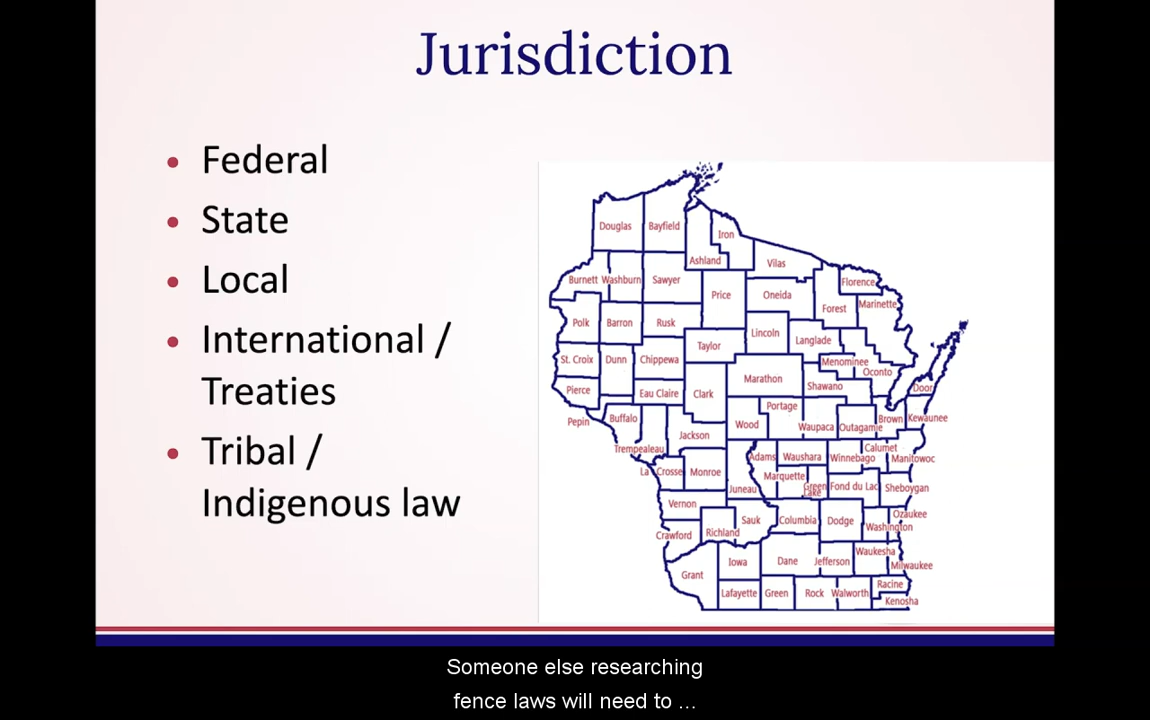 Jurisdiction
Federal
State
Local
International /
Treaties
Tribal /
Indigenous law
Douglas
Bayfield
Iron
Ashland
Vilas
Burnett
Washburn
Sawyer
Price
Oneida
Florence
Forest
Marinette
Polk
Barron
Rusk
Lincoln
Langlade
Taylor
St. Croix
Dunn
Chippewa
Menominee
Oconto
Marathon
Shawano
Door
Pierce
Eau Claire
Clark
Pepin
Buffalo
Portage
Wood
Waupaca
Outagamie
Brown
Kewaunee
Trempealeau
Jackson
Calumet
Adams
Waushara
Winnebago
Manitowoc
La Crosse
Monroe
Marquette
Juneau
Green
Lake
Fond du Lac
Sheboygan
Vernon
Sauk
Columbia
Dodge
Ozaukee
Washington
Crawford
Richland
Iowa
Dane
Jefferson
Waukesha
Milwaukee
Grant
Lafayette
Green
Rock
Walworth
Racine
Kenosha
Someone else researching
fence laws will need to ...